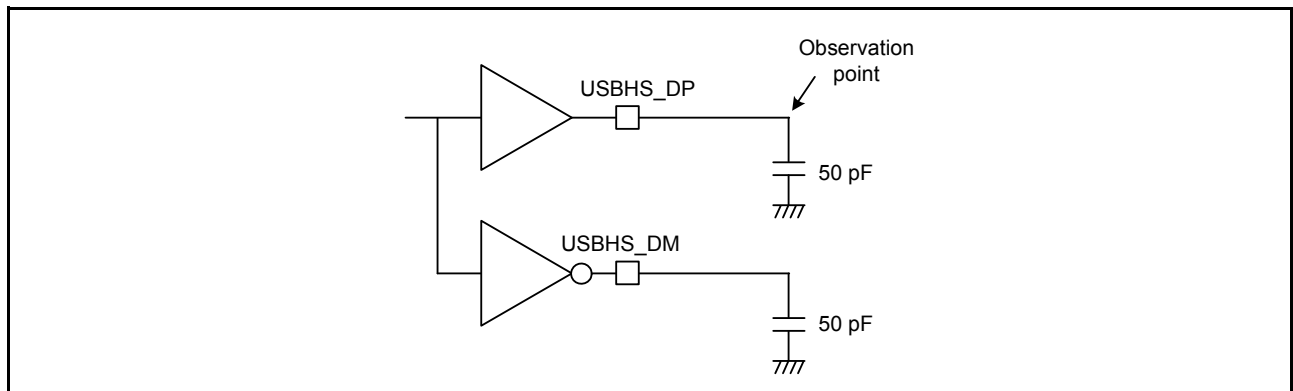 Observation
point
USBHS_DP
50 pF
USBHS_DM
50 pF